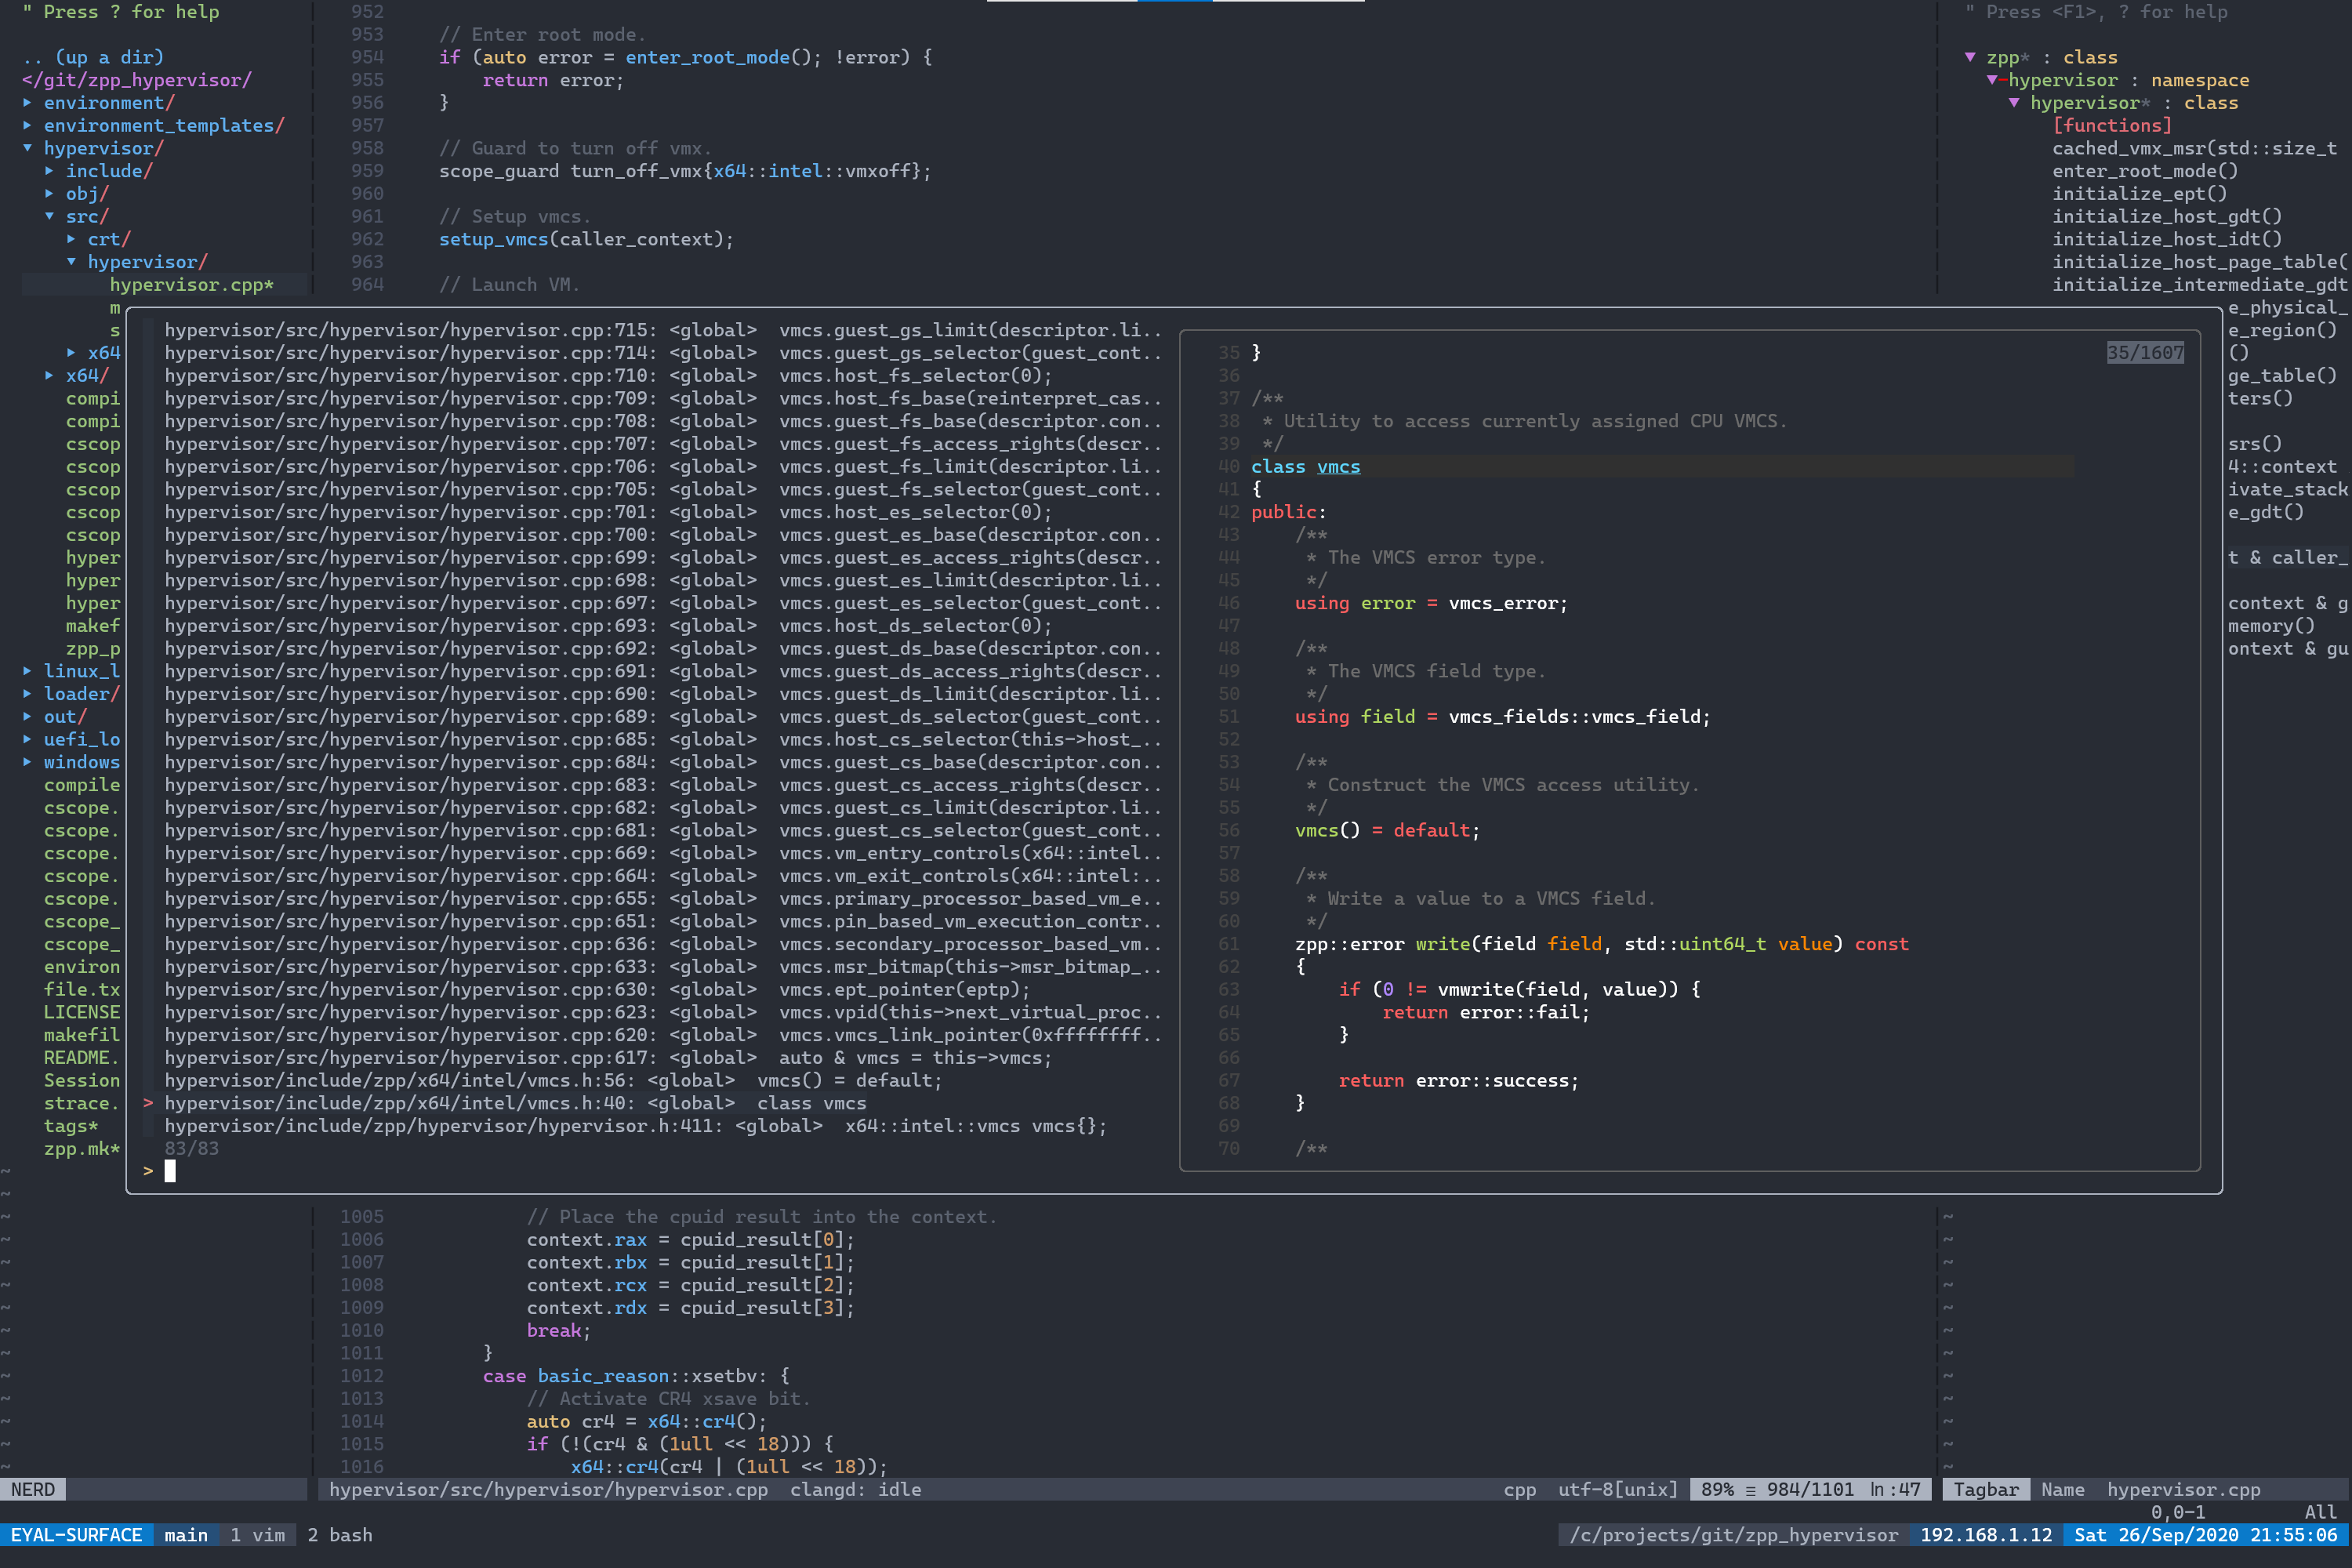 " Press ? for help
.. (up a dir)
</git/zpp_hypervisor/
▸ environment/
▸ environment_templates/
▾ hypervisor/
▸ include/
▸ obj/
▾ src/
▸ crt/
▾ hypervisor/
hypervisor.cpp*
m
s
▸ x64
▸ x64/
compi
compi
cscop
cscop
cscop
cscop
cscop
hyper
hyper
hyper
makef
zpp_p
▸ linux_l
▸ loader/
▸ out/
▸ uefi_lo
▸ windows
compile
cscope.
cscope.
cscope.
cscope.
cscope.
cscope_
cscope_
environ
file.tx
LICENSE
makefil
README.
Session
strace.
tags*
zpp.mk*
952
953 // Enter root mode.
954 if (auto error = enter_root_mode(); !error) {
955 return error;
956 }
957
958 // Guard to turn off vmx.
959 scope_guard turn_off_vmx{x64::intel::vmxoff};
960
961 // Setup vmcs.
962 setup_vmcs(caller_context);
963
964 // Launch VM.
hypervisor/src/hypervisor/hypervisor.cpp:715: <global> vmcs.guest_gs_limit(descriptor.li..
hypervisor/src/hypervisor/hypervisor.cpp:714: <global> vmcs.guest_gs_selector(guest_cont..
hypervisor/src/hypervisor/hypervisor.cpp:710: <global> vmcs.host_fs_selector(0);
hypervisor/src/hypervisor/hypervisor.cpp:709: <global> vmcs.host_fs_base(reinterpret_cas..
hypervisor/src/hypervisor/hypervisor.cpp:708: <global> vmcs.guest_fs_base(descriptor.con..
hypervisor/src/hypervisor/hypervisor.cpp:707: <global> vmcs.guest_fs_access_rights(descr..
hypervisor/src/hypervisor/hypervisor.cpp:706: <global> vmcs.guest_fs_limit(descriptor.li..
hypervisor/src/hypervisor/hypervisor.cpp:705: <global> vmcs.guest_fs_selector(guest_cont..
hypervisor/src/hypervisor/hypervisor.cpp:701: <global> vmcs.host_es_selector(0);
hypervisor/src/hypervisor/hypervisor.cpp:700: <global> vmcs.guest_es_base(descriptor.con..
hypervisor/src/hypervisor/hypervisor.cpp:699: <global> vmcs.guest_es_access_rights(descr..
hypervisor/src/hypervisor/hypervisor.cpp:698: <global> vmcs.guest_es_limit(descriptor.li..
hypervisor/src/hypervisor/hypervisor.cpp:697: <global> vmcs.guest_es_selector(guest_cont..
hypervisor/src/hypervisor/hypervisor.cpp:693: <global> vmcs.host_ds_selector(0);
hypervisor/src/hypervisor/hypervisor.cpp:692: <global> vmcs.guest_ds_base(descriptor.con..
hypervisor/src/hypervisor/hypervisor.cpp:691: <global> vmcs.guest_ds_access_rights(descr..
hypervisor/src/hypervisor/hypervisor.cpp:690: <global> vmcs.guest_ds_limit(descriptor.li..
hypervisor/src/hypervisor/hypervisor.cpp:689: <global> vmcs.guest_ds_selector(guest_cont..
hypervisor/src/hypervisor/hypervisor.cpp:685: <global> vmcs.host_cs_selector(this->host_..
hypervisor/src/hypervisor/hypervisor.cpp:684: <global> vmcs.guest_cs_base(descriptor.con..
hypervisor/src/hypervisor/hypervisor.cpp:683: <global> vmcs.guest_cs_access_rights(descr..
hypervisor/src/hypervisor/hypervisor.cpp:682: <global> vmcs.guest_cs_limit(descriptor.li..
hypervisor/src/hypervisor/hypervisor.cpp:681: <global> vmcs.guest_cs_selector(guest_cont..
hypervisor/src/hypervisor/hypervisor.cpp:669: <global> vmcs.vm_entry_controls(x64::intel..
hypervisor/src/hypervisor/hypervisor.cpp:664: <global> vmcs.vm_exit_controls(x64::intel:..
hypervisor/src/hypervisor/hypervisor.cpp:655: <global> vmcs.primary_processor_based_vm_e..
hypervisor/src/hypervisor/hypervisor.cpp:651: <global> vmcs.pin_based_vm_execution_contr..
hypervisor/src/hypervisor/hypervisor.cpp:636: <global> vmcs.secondary_processor_based_vm..
hypervisor/src/hypervisor/hypervisor.cpp:633: <global> vmcs.msr_bitmap(this->msr_bitmap_..
hypervisor/src/hypervisor/hypervisor.cpp:630: <global> vmcs.ept_pointer(eptp);
hypervisor/src/hypervisor/hypervisor.cpp:623: <global> vmcs.vpid(this->next_virtual_proc..
hypervisor/src/hypervisor/hypervisor.cpp:620: <global> vmcs.vmcs_link_pointer(0xffffffff..
hypervisor/src/hypervisor/hypervisor.cpp:617: <global> auto & vmcs = this->vmcs;
hypervisor/include/zpp/x64/intel/vmcs.h:56: <global> vmcs() = default;
> hypervisor/include/zpp/x64/intel/vmcs.h:40: <global> class vmcs
hypervisor/include/zpp/hypervisor/hypervisor.h:411: <global> x64::intel::vmcs vmcs{};
83/83
>
35 } 35/1607
36
37 /**
38 * Utility to access currently assigned CPU VMCS.
39 */
40 class vmcs
41 {
42 public:
43 /**
44 * The VMCS error type.
45 */
46 using error = vmcs_error;
47
48 /**
49 * The VMCS field type.
50 */
51 using field = vmcs_fields::vmcs_field;
52
53 /**
54 * Construct the VMCS access utility.
55 */
56 vmcs() = default;
57
58 /**
59 * Write a value to a VMCS field.
60 */
61 zpp::error write(field field, std::uint64_t value) const
62 {
63 if (0 != vmwrite(field, value)) {
64 return error::fail;
65 }
66
67 return error::success;
68 }
69
70 /**
1005 // Place the cpuid result into the context.
1006 context.rax = cpuid_result[0];
1007 context.rbx = cpuid_result[1];
1008 context.rcx = cpuid_result[2];
1009 context.rdx = cpuid_result[3];
1010 break;
1011 }
1012 case basic_reason::xsetbv: {
1013 // Activate CR4 xsave bit.
1014 auto cr4 = x64::cr4();
1015 if (!(cr4 & (1ull << 18))) {
1016 x64::cr4(cr4 | (1ull << 18));
" Press <F1>, ? for help
▼ zpp* : class
▼-hypervisor : namespace
▼ hypervisor* : class
[functions]
cached_vmx_msr(std::size_t
enter_root_mode()
initialize_ept()
initialize_host_gdt()
initialize_host_idt()
initialize_host_page_table(
initialize_intermediate_gdt
e_physical_
e_region()
()
ge_table()
ters()
srs()
4::context
ivate_stack
e_gdt()
t & caller_
context & g
memory()
ontext & gu
NERD hypervisor/src/hypervisor/hypervisor.cpp clangd: idle cpp utf-8[unix] 89% ≡ 984/1101 ln :47 Tagbar Name hypervisor.cpp
0,0-1 All
EYAL-SURFACE main 1 vim 2 bash /c/projects/git/zpp_hypervisor 192.168.1.12 Sat 26/Sep/2020 21:55:06